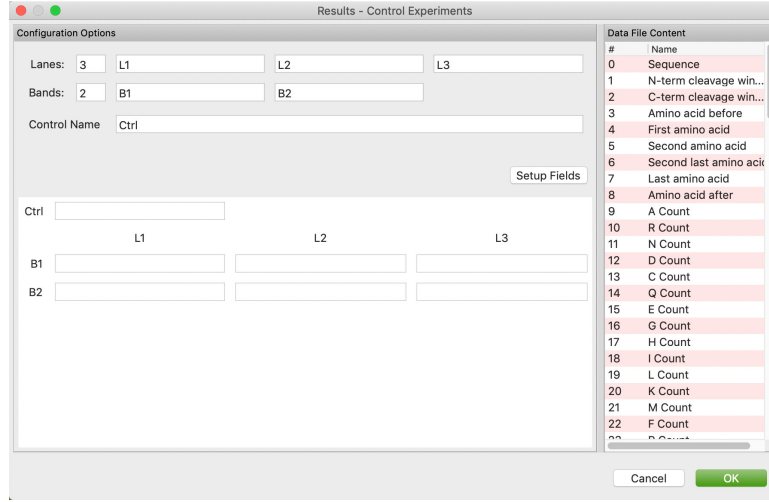 Results - Control Experiments
Configuration Options
Lanes: 3 L1 L2 L3
Bands: 2 B1 B2
Control Name Ctrl
Setup Fields
Ctrl
L1 L2 L3
B1
B2
Data File Content
# Name
0 Sequence
1 N-term cleavage win...
2 C-term cleavage win...
3 Amino acid before
4 First amino acid
5 Second amino acid
6 Second last amino acid
7 Last amino acid
8 Amino acid after
9 A Count
10 R Count
11 N Count
12 D Count
13 C Count
14 Q Count
15 E Count
16 G Count
17 H Count
18 I Count
19 L Count
20 K Count
21 M Count
22 F Count
Cancel OK